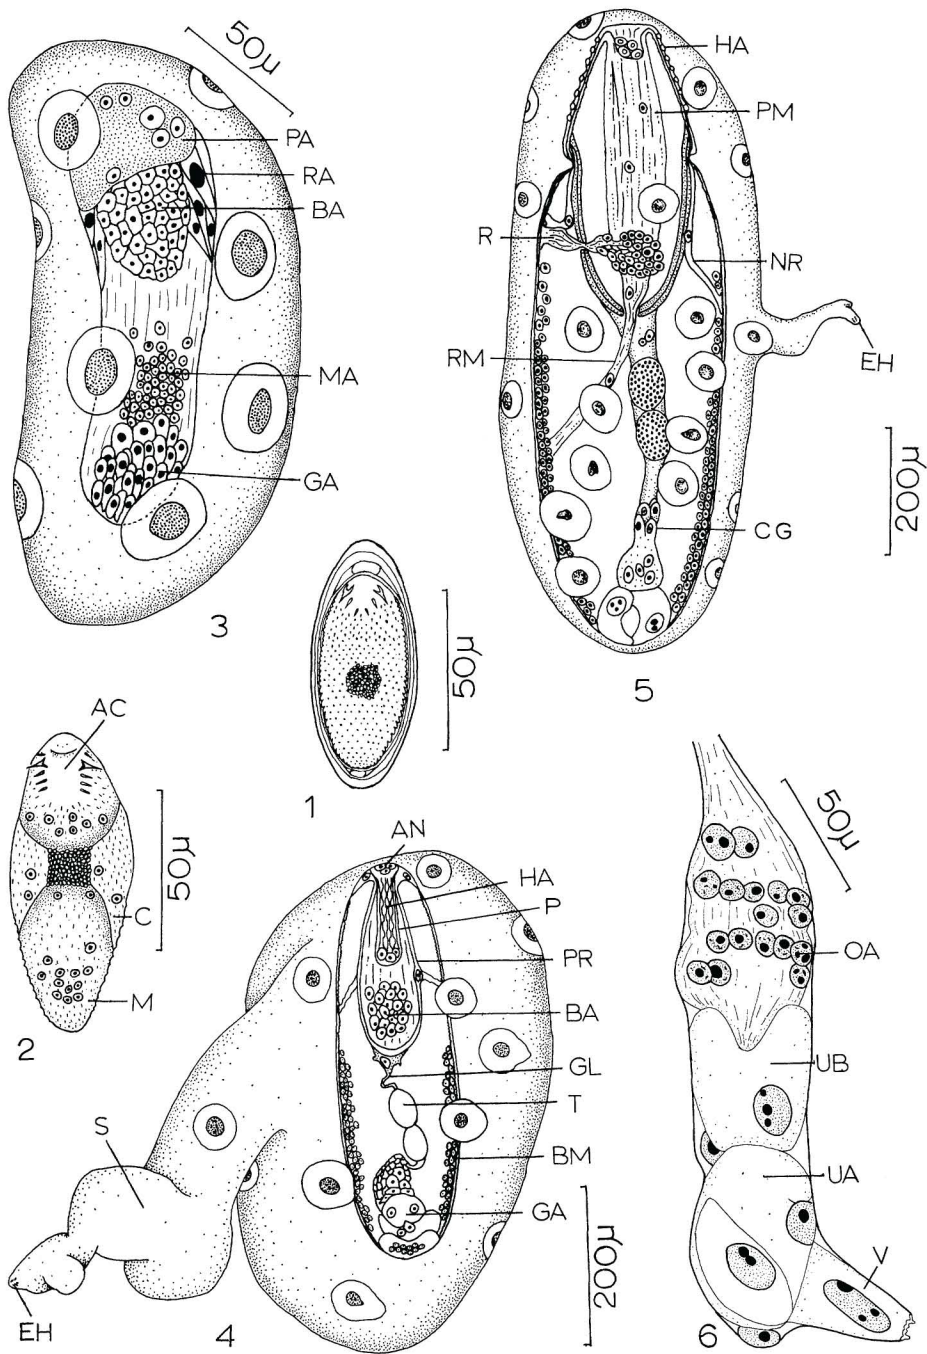 50μ
PA
RA
BA
MA
GA
3
HA
PM
R
NR
RM
EH
CG
200μ
5
50μ
1
AC
C
M
50μ
2
AN
HA
P
PR
BA
GL
T
BM
GA
S
EH
200μ
4
50μ
OA
UB
UA
V
6